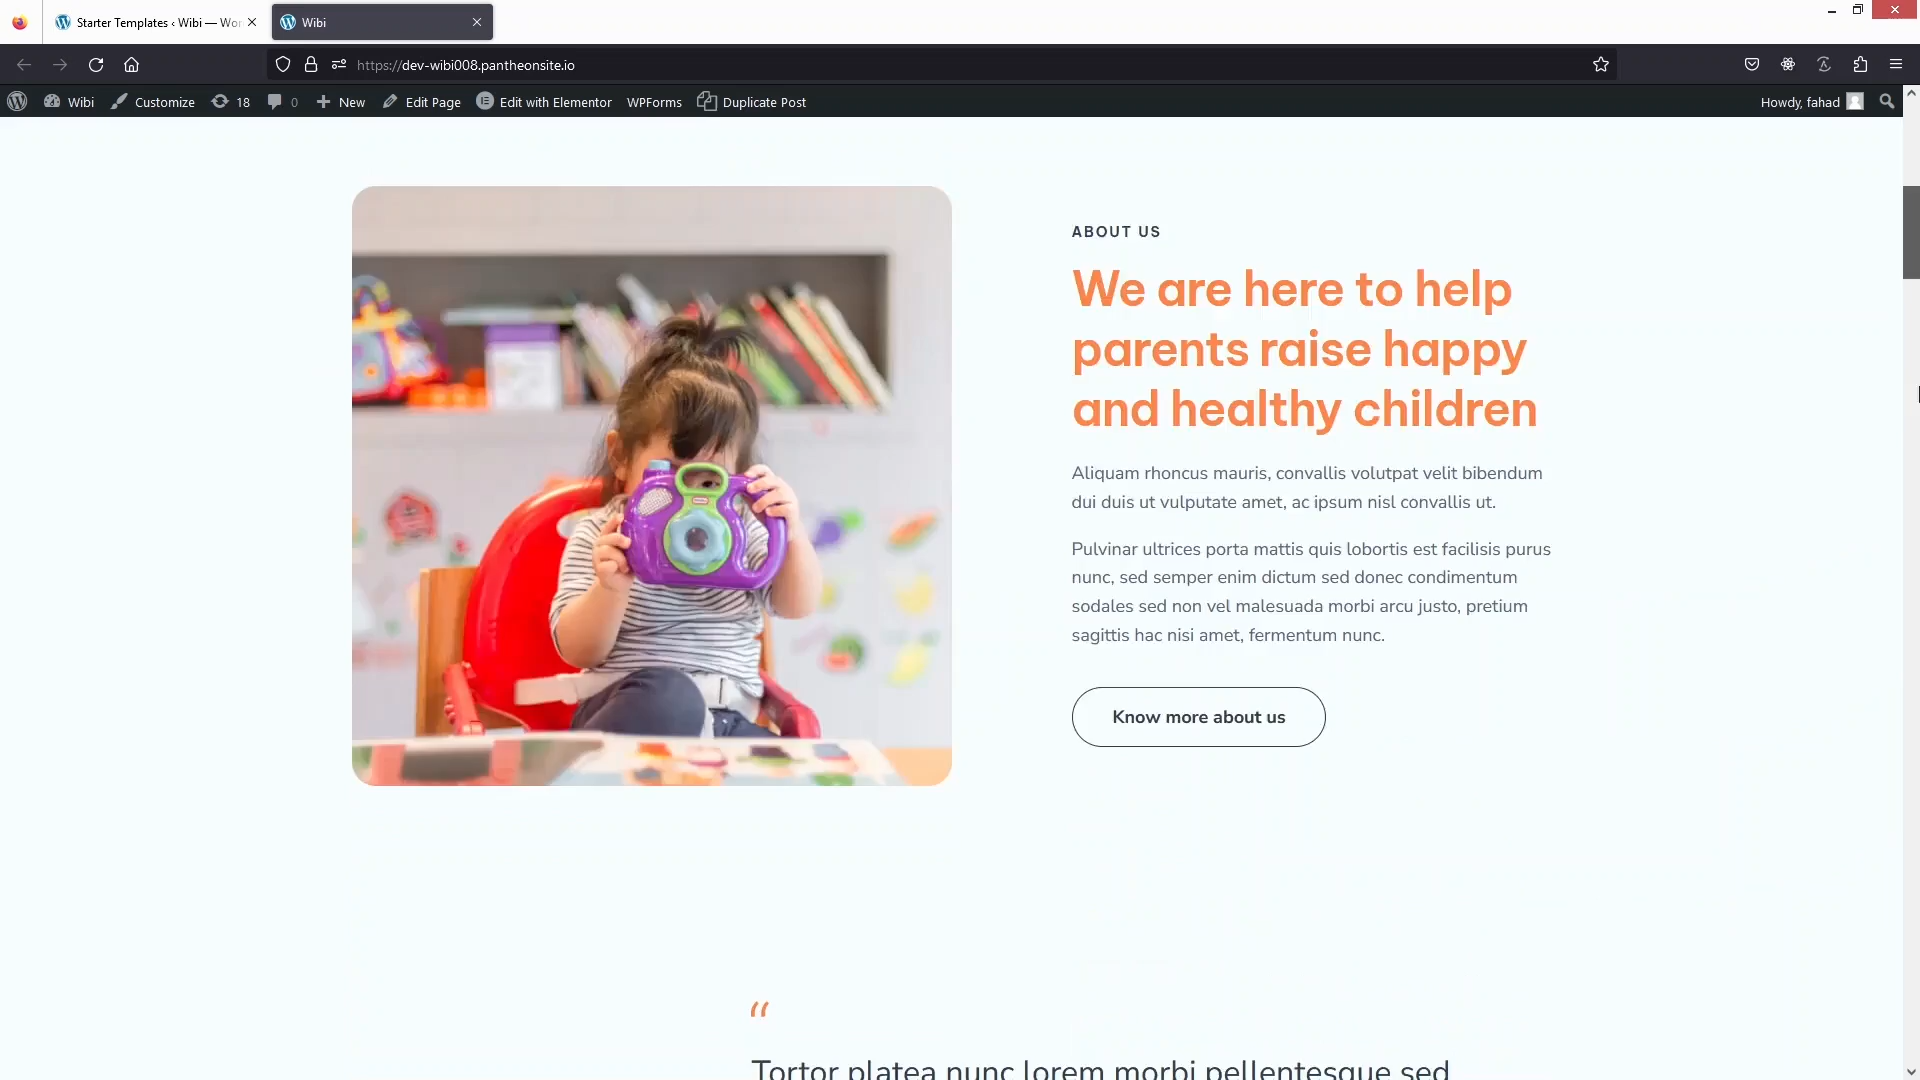 Starter Templates ‹ Wibi — Wor
Wibi
https://dev-wibi008.pantheonsite.io
Wibi Customize 18 0 New Edit Page Edit with Elementor WPForms Duplicate Post Howdy, fahad
ABOUT US
We are here to help
parents raise happy
and healthy children
Aliquam rhoncus mauris, convallis volutpat velit bibendum
dui duis ut vulputate amet, ac ipsum nisl convallis ut.
Pulvinar ultrices porta mattis quis lobortis est facilisis purus
nunc, sed semper enim dictum sed donec condimentum
sodales sed non vel malesuada morbi arcu justo, pretium
sagittis hac nisi amet, fermentum nunc.
Know more about us
“
Tortor platea nunc lorem morbi pellentesque sed